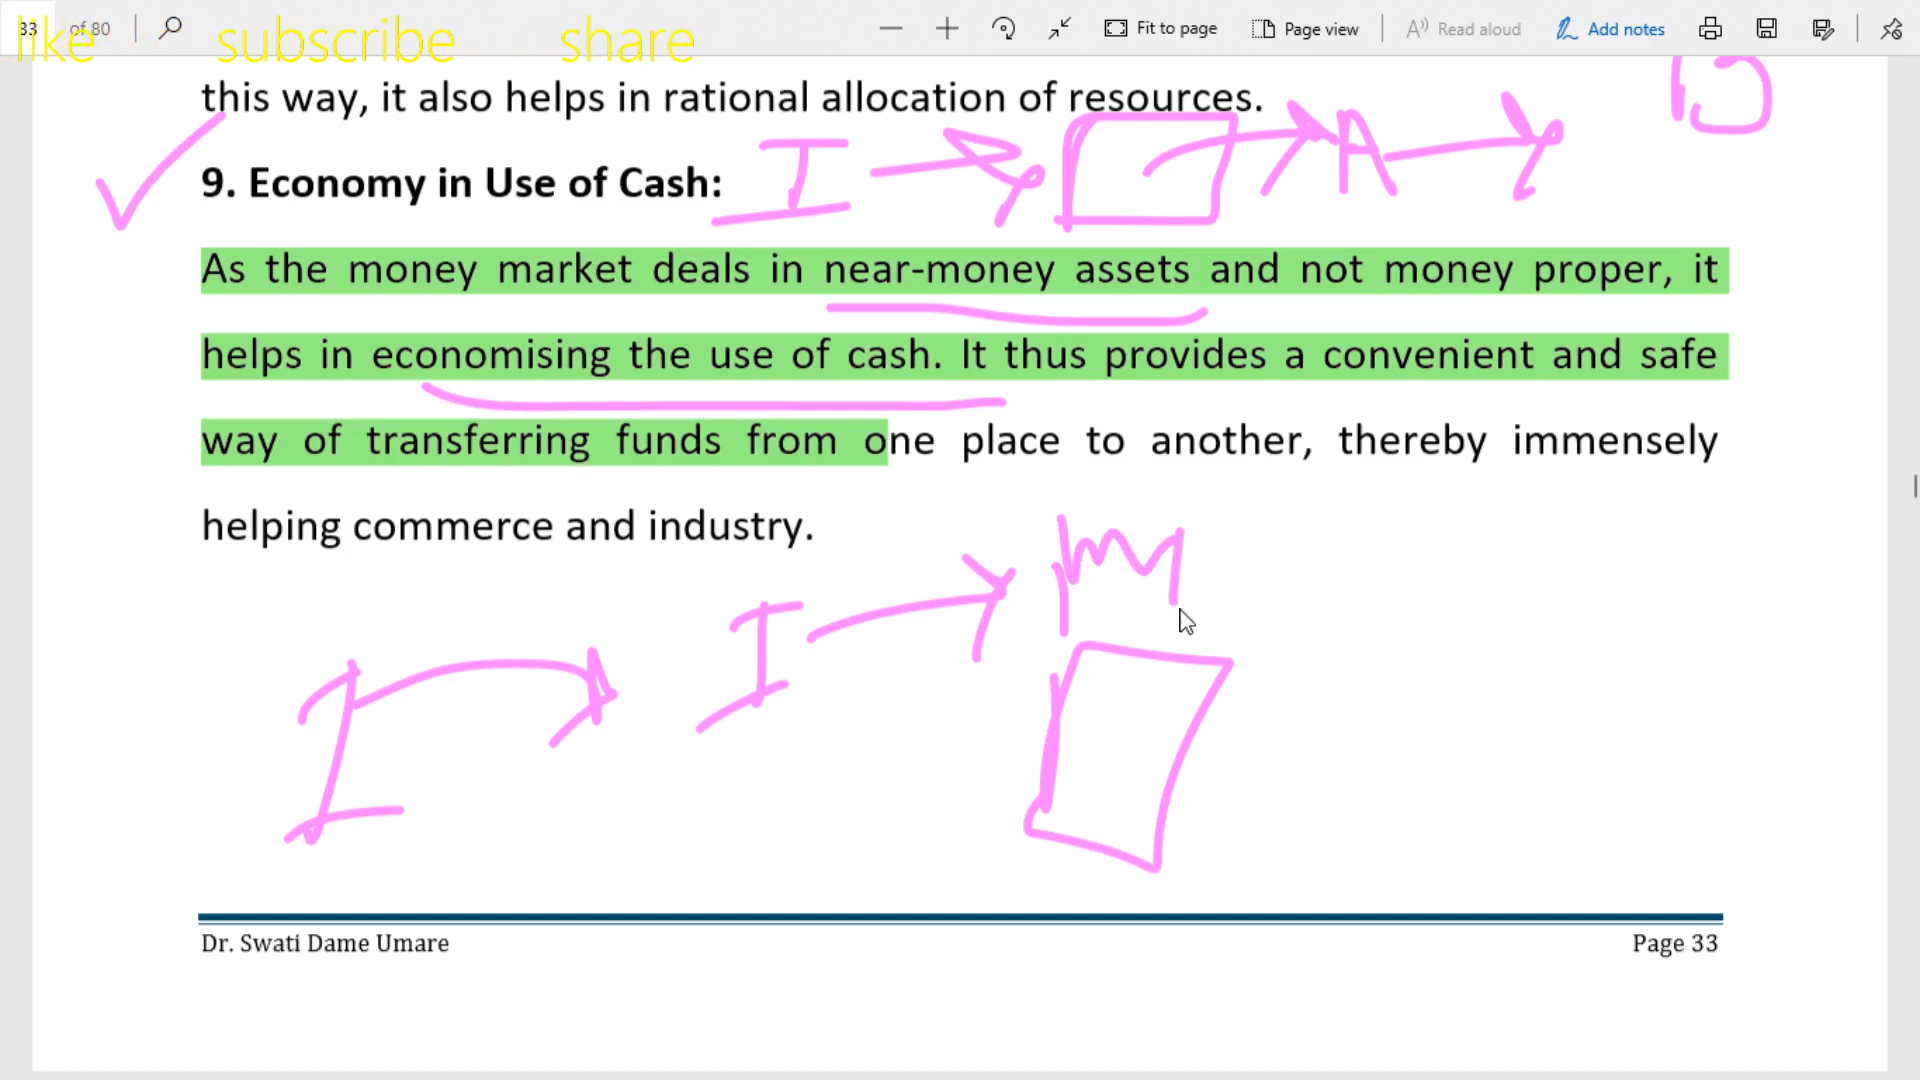 33 of 80 Fit to page Page view Read aloud Add notes
like subscribe share
this way, it also helps in rational allocation of resources.
9. Economy in Use of Cash:
I A
As the money market deals in near-money assets and not money proper, it
helps in economising the use of cash. It thus provides a convenient and safe
way of transferring funds from one place to another, thereby immensely
helping commerce and industry.
I I
Dr. Swati Dame Umare Page 33